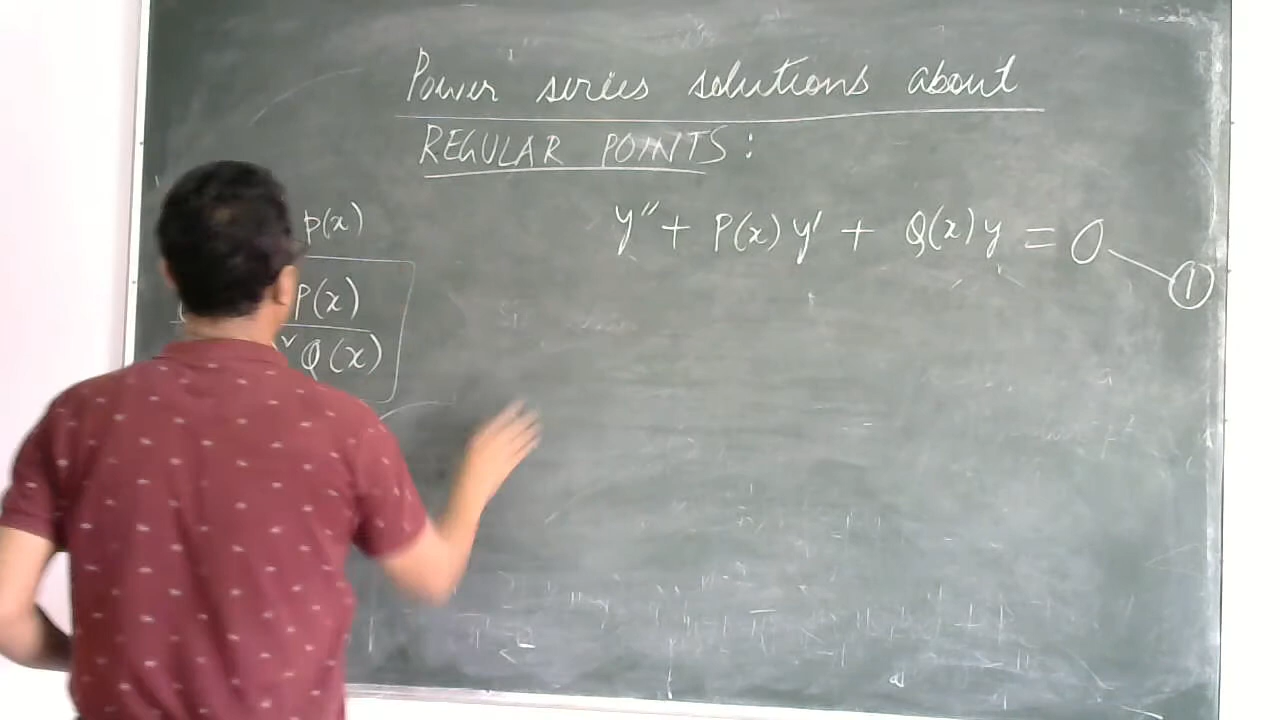 Power series solutions about
REGULAR POINTS:
y'' + P(x) y' + Q(x) y = 0 — ①
p(x)
P(x)
Q(x)